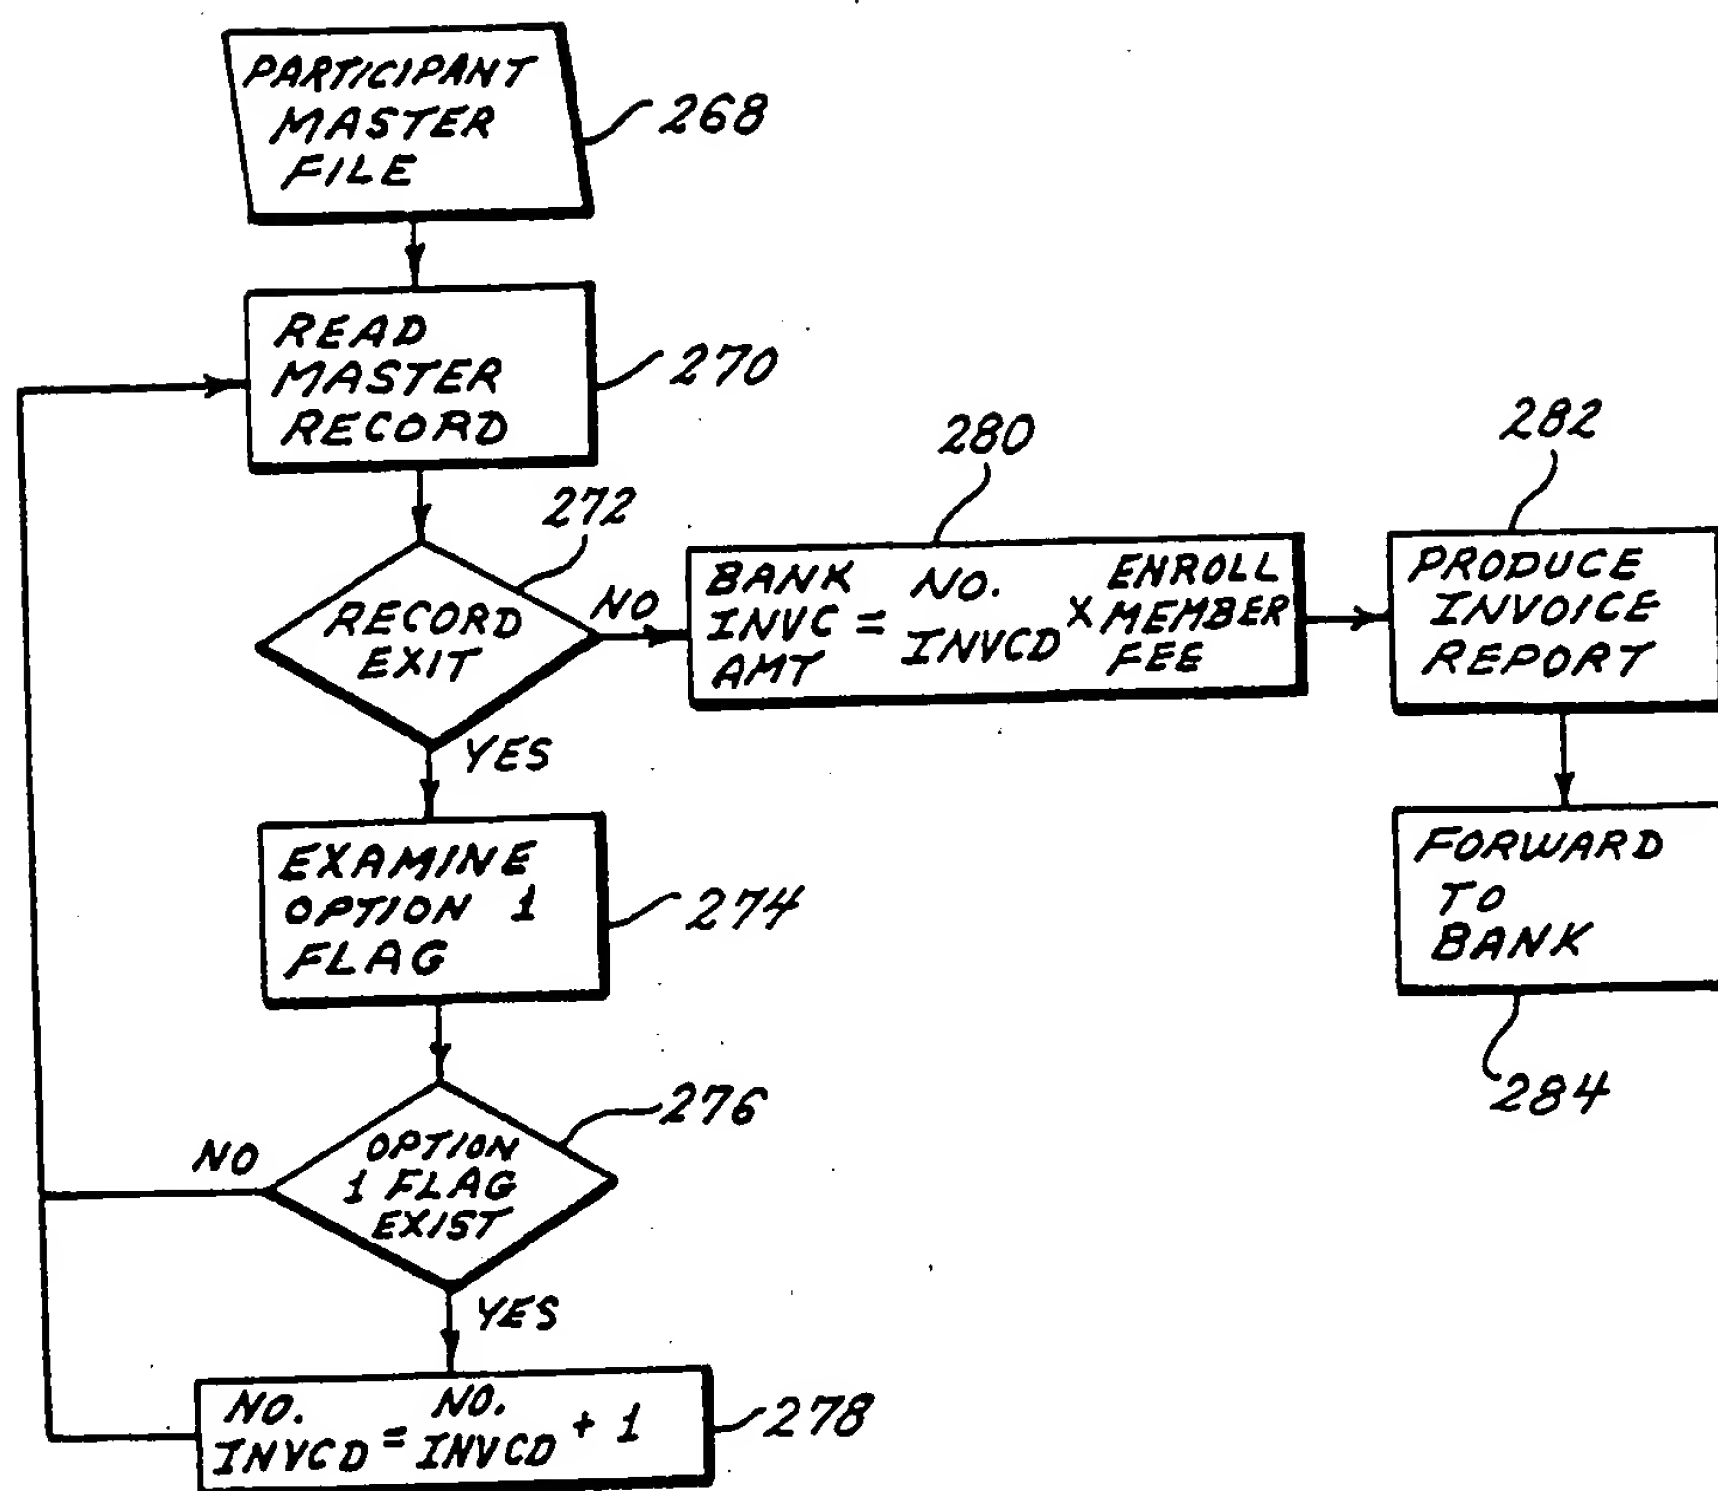 PARTICIPANT
MASTER
FILE
268
READ
MASTER
RECORD
270
272
RECORD
EXIT
NO
YES
280
BANK
INVC =
AMT
NO.
INVCD
X
ENROLL
MEMBER
FEE
282
PRODUCE
INVOICE
REPORT
FORWARD
TO
BANK
284
EXAMINE
OPTION 1
FLAG
274
276
OPTION
1 FLAG
EXIST
NO
YES
NO. NO.
INVCD = INVCD + 1
278